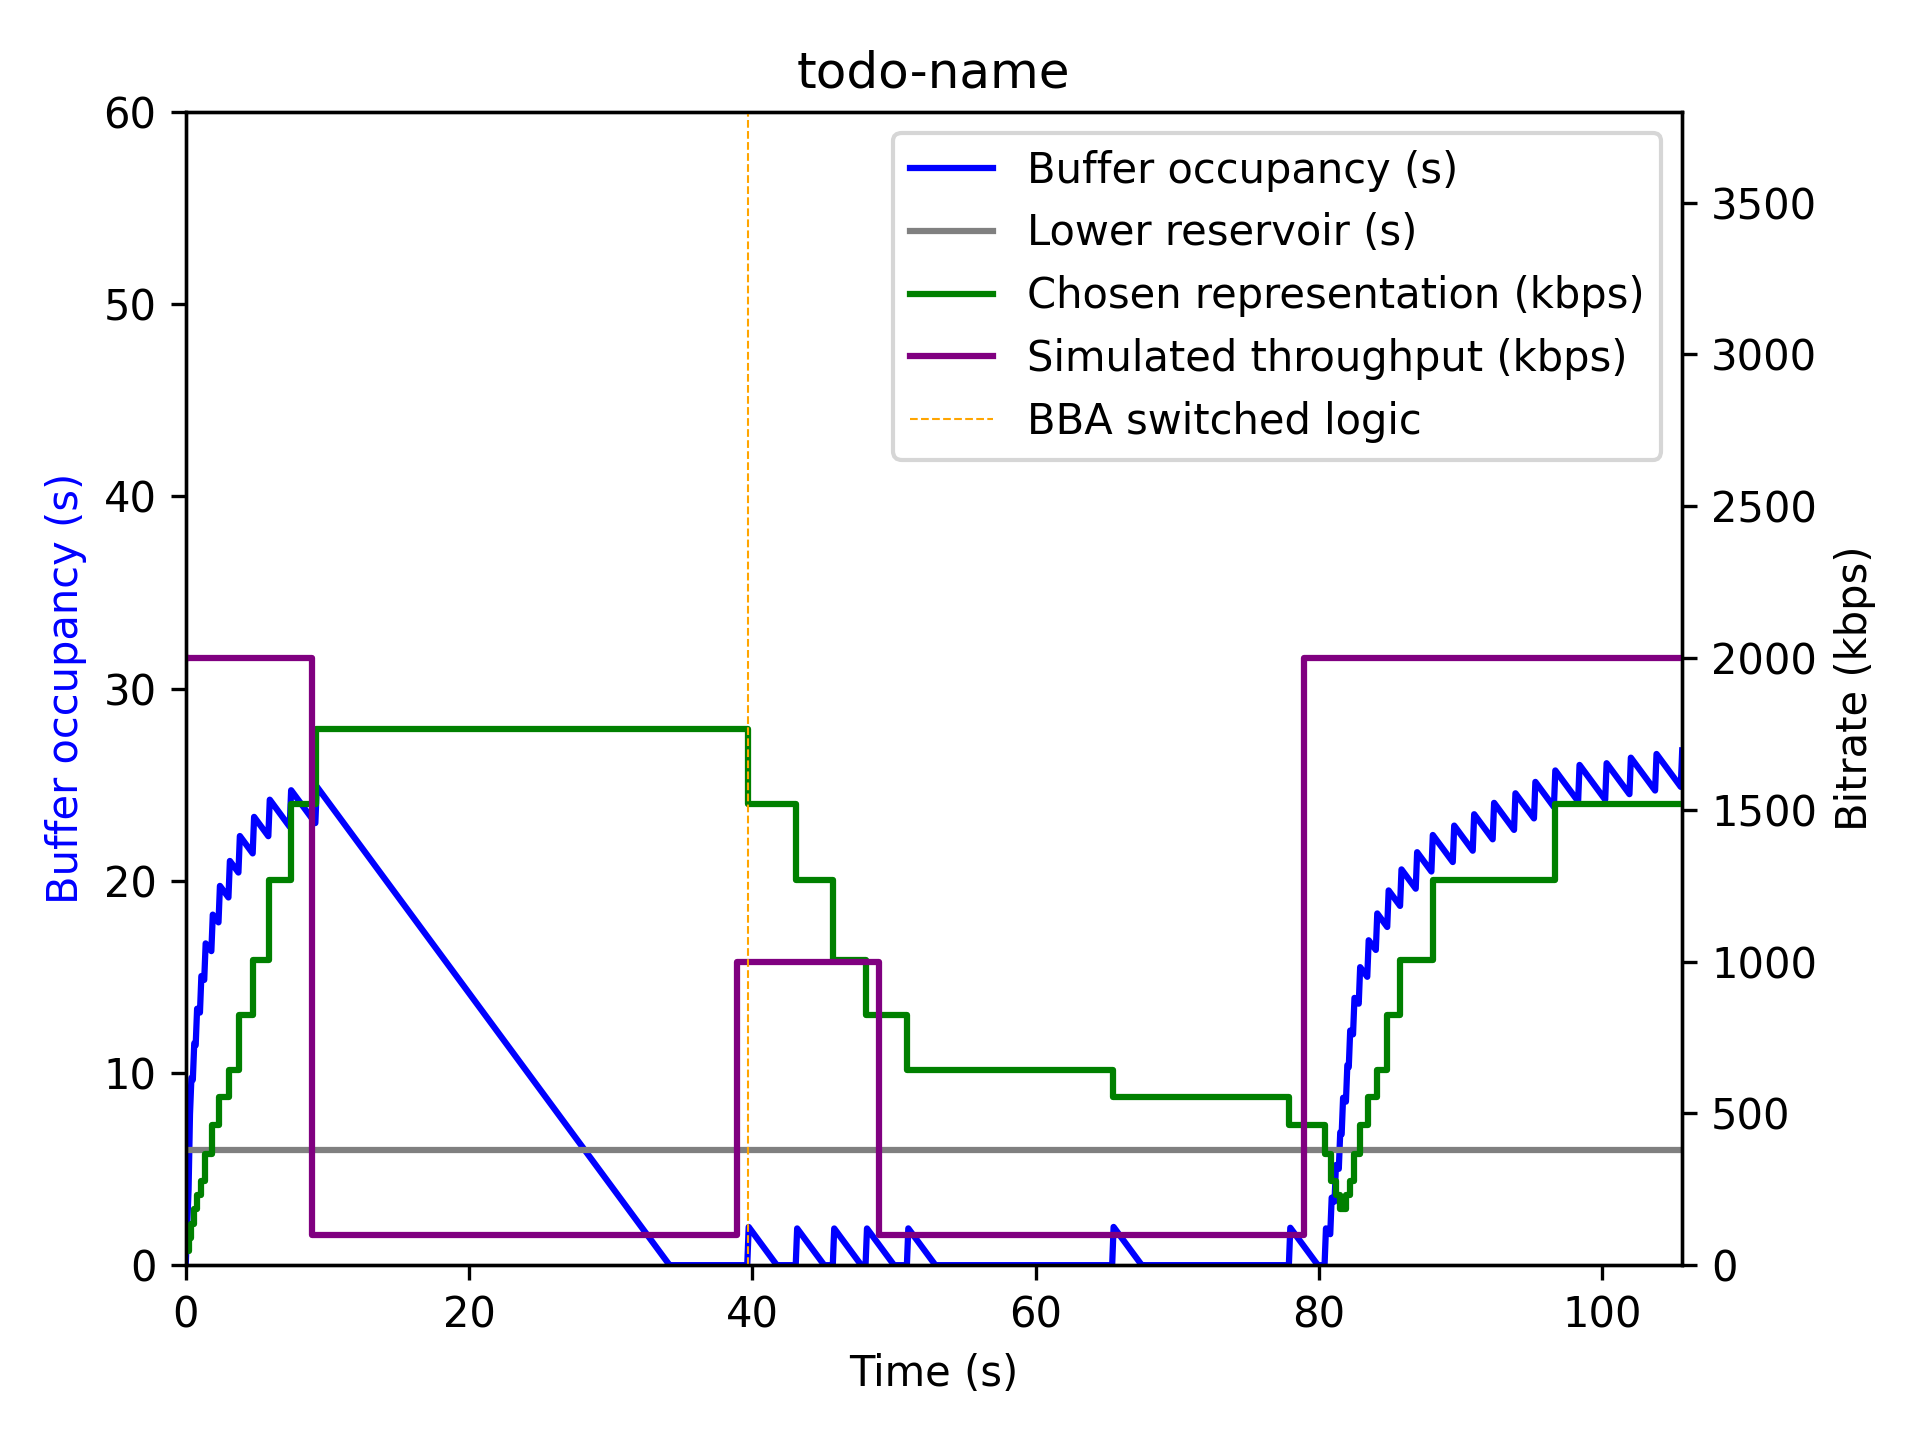 todo-name
60
50
40
30
20
10
0
Buffer occupancy (s)
Buffer occupancy (s)
Lower reservoir (s)
Chosen representation (kbps)
Simulated throughput (kbps)
BBA switched logic
3500
3000
2500
2000
1500
1000
500
0
Bitrate (kbps)
0 20 40 60 80 100
Time (s)